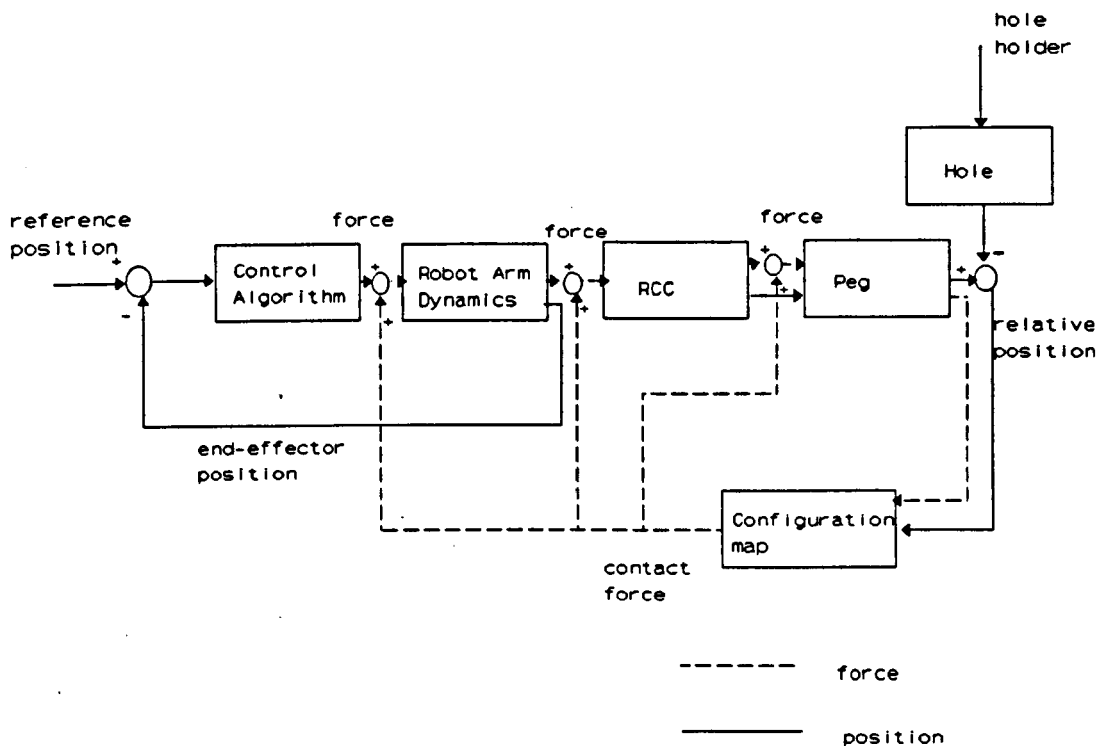 hole
holder
Hole
reference
position
force
force
force
Control
Algorithm
Robot Arm
Dynamics
RCC
Peg
relative
position
end-effector
position
Configuration
map
contact
force
force
position